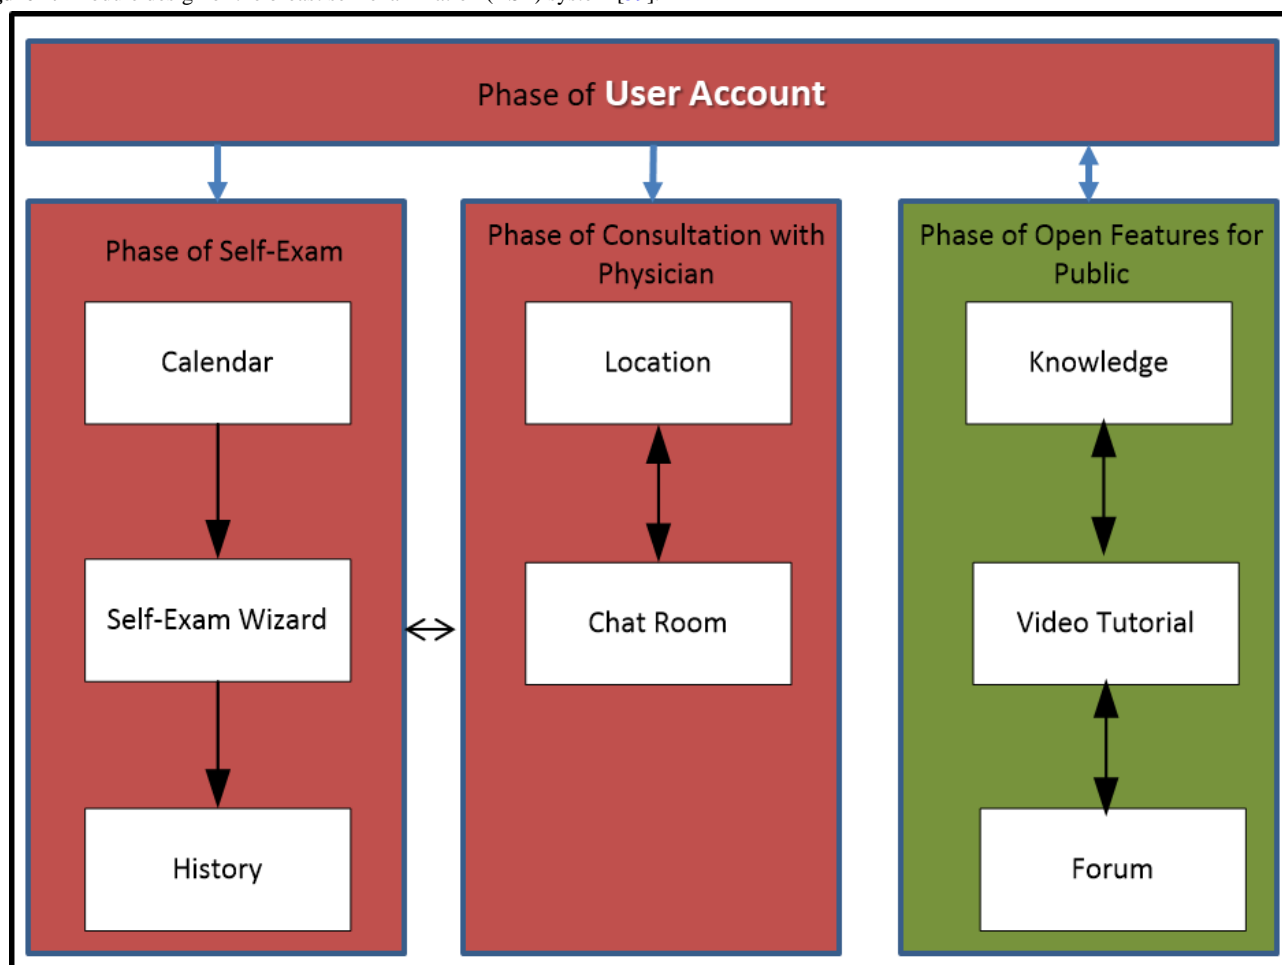 Phase of User Account
Phase of Self-Exam
Calendar
Self-Exam Wizard
History
Phase of Consultation with
Physician
Location
Chat Room
Phase of Open Features for
Public
Knowledge
Video Tutorial
Forum